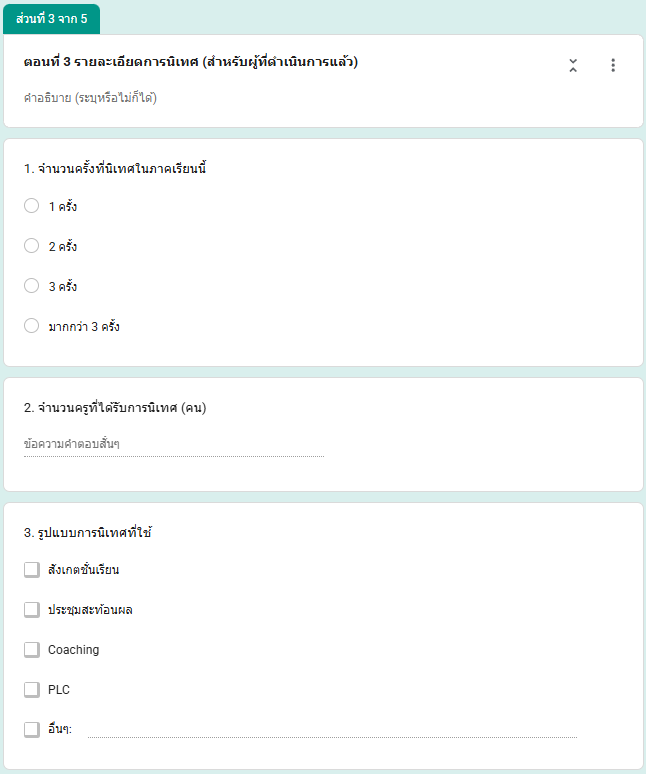 ส่วนที่ 3 จาก 5
ตอนที่ 3 รายละเอียดการนิเทศ (สำหรับผู้ที่ดำเนินการแล้ว)
คำอธิบาย (ระบุหรือไม่ก็ได้)
1. จำนวนครั้งที่นิเทศในภาคเรียนนี้
1 ครั้ง
2 ครั้ง
3 ครั้ง
มากกว่า 3 ครั้ง
2. จำนวนครูที่ได้รับการนิเทศ (คน)
ข้อความคำตอบสั้นๆ
3. รูปแบบการนิเทศที่ใช้
สังเกตชั้นเรียน
ประชุมสะท้อนผล
Coaching
PLC
อื่นๆ: